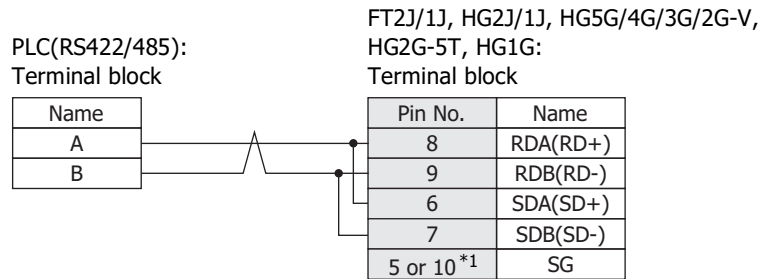 FT2J/1J, HG2J/1J, HG5G/4G/3G/2G-V,
PLC(RS422/485): HG2G-5T, HG1G:
Terminal block Terminal block
Name Pin No. Name
A 8 RDA(RD+)
B 9 RDB(RD-)
6 SDA(SD+)
7 SDB(SD-)
5 or 10*1 SG